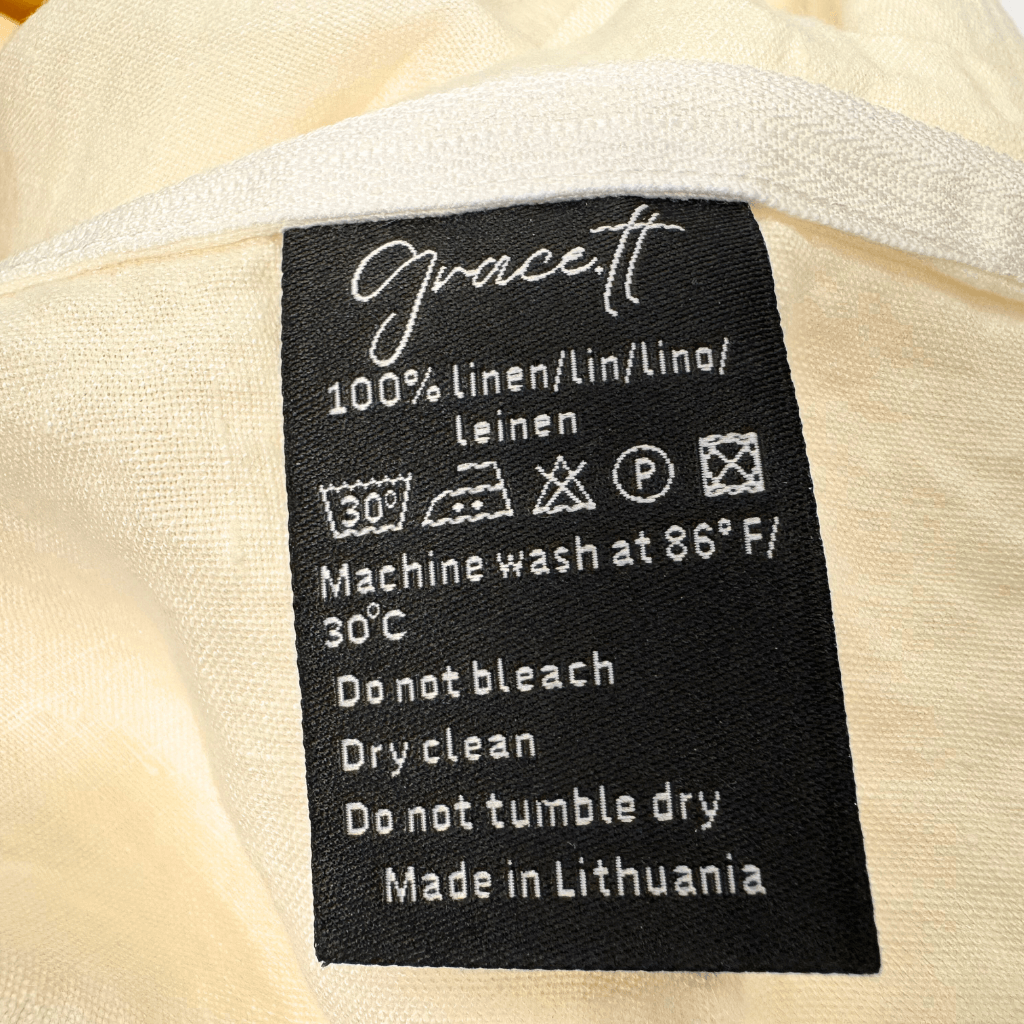 grace.tt
100% linen/lin/lino/
leinen
30° P
Machine wash at 86° F/
30°C
Do not bleach
Dry clean
Do not tumble dry
Made in Lithuania